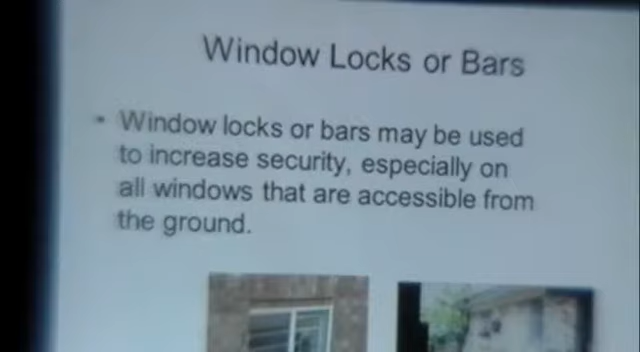 Window Locks or Bars
• Window locks or bars may be used
to increase security, especially on
all windows that are accessible from
the ground.